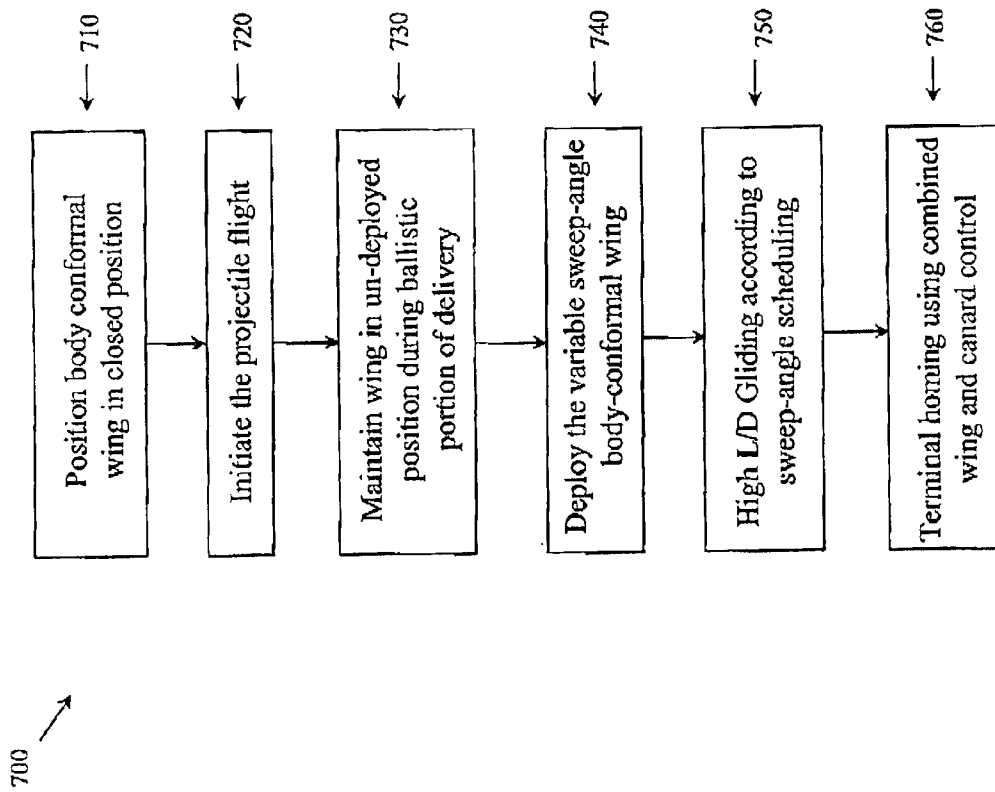 700
Position body conformal
wing in closed position
710
Initiate the projectile flight
720
Maintain wing in un-deployed
position during ballistic
portion of delivery
730
Deploy the variable sweep-angle
body-conformal wing
740
High L/D Gliding according to
sweep-angle scheduling
750
Terminal homing using combined
wing and canard control
760